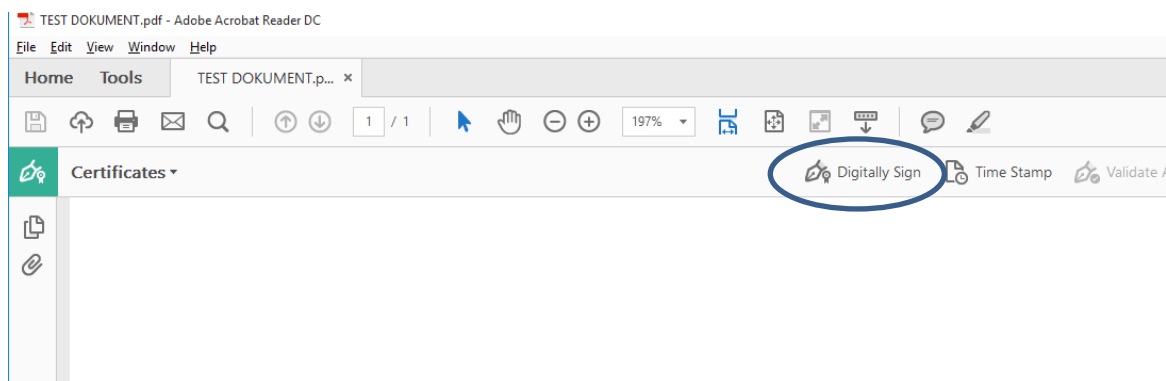 TEST DOKUMENT.pdf - Adobe Acrobat Reader DC
File Edit View Window Help
Home Tools TEST DOKUMENT.p... ×
1 / 1 197%
Certificates Digitally Sign Time Stamp Validate A